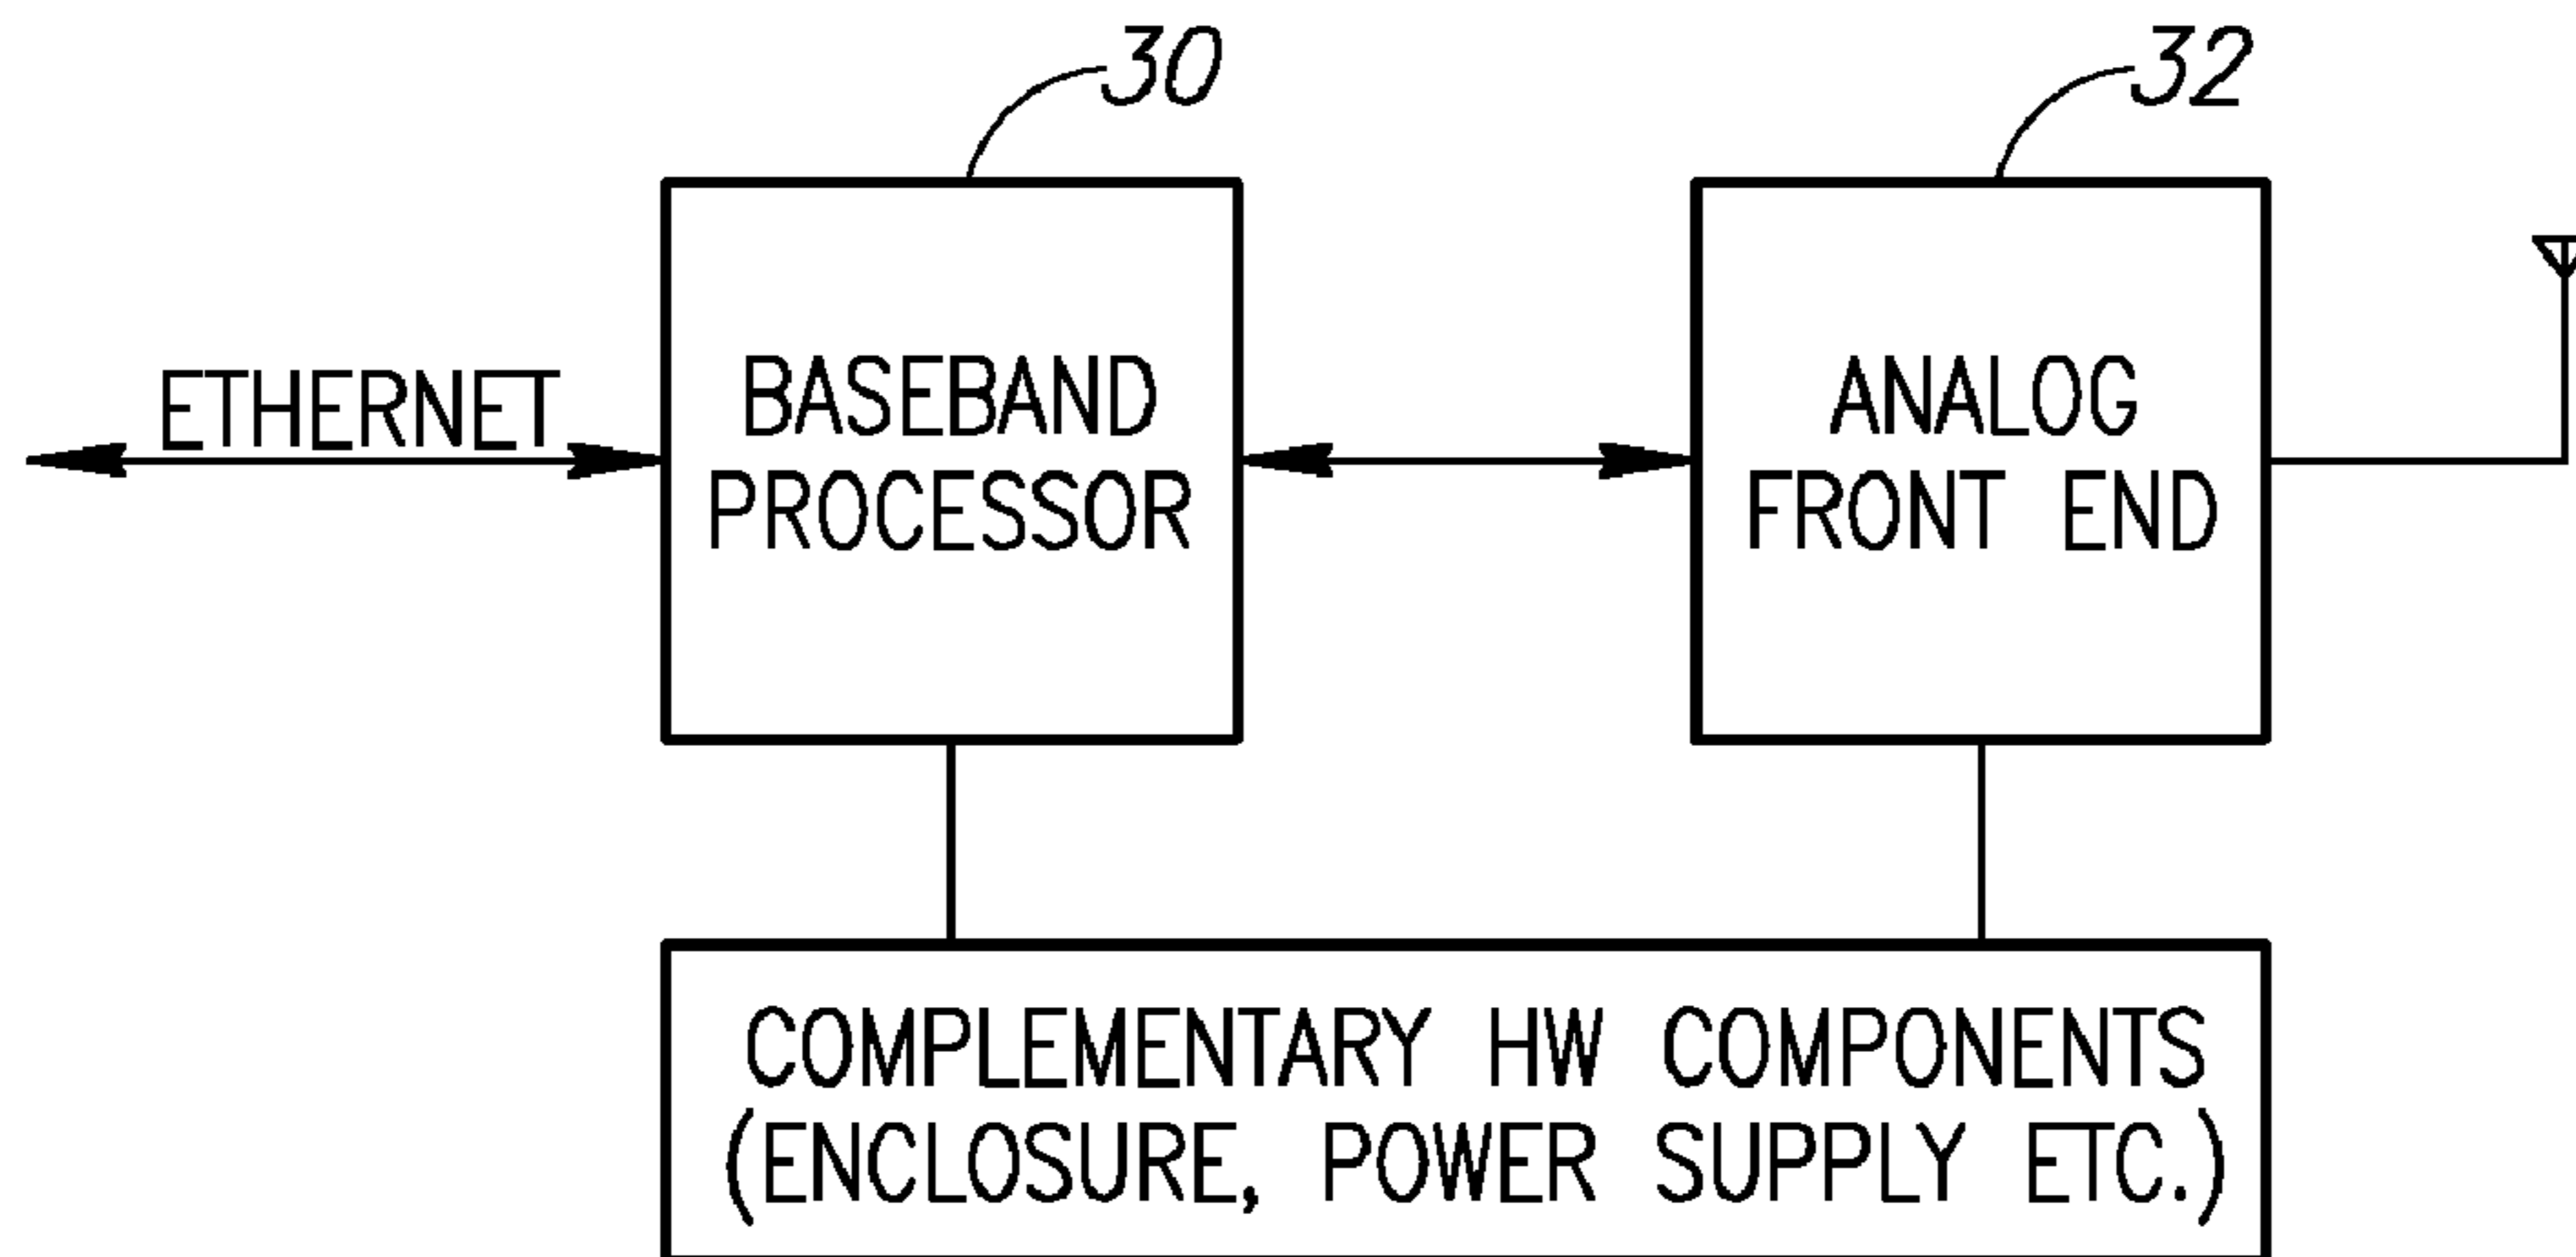 30
32
ETHERNET
BASEBAND
PROCESSOR
ANALOG
FRONT END
COMPLEMENTARY HW COMPONENTS
(ENCLOSURE, POWER SUPPLY ETC.)